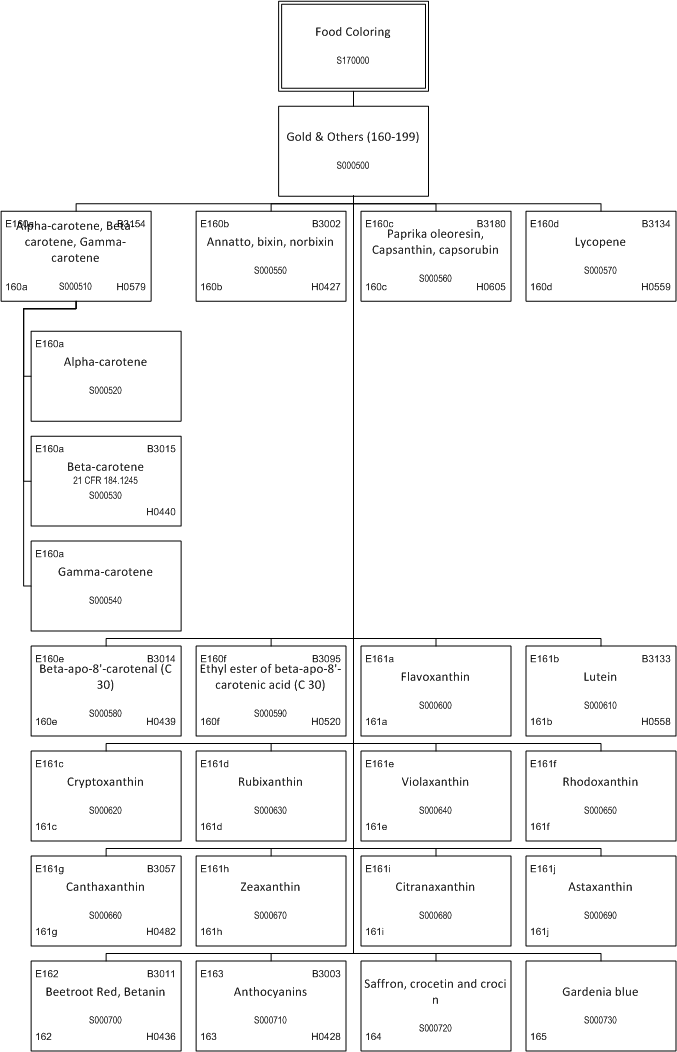 Food Coloring
S170000
Gold & Others (160-199)
S000500
E160a B3154
Alpha-carotene, Beta-
carotene, Gamma-
carotene
160a S000510 H0579
E160b B3002
Annatto, bixin, norbixin
S000550
160b H0427
E160c B3180
Paprika oleoresin,
Capsanthin, capsorubin
S000560
160c H0605
E160d B3134
Lycopene
S000570
160d H0559
E160a
Alpha-carotene
S000520
E160a B3015
Beta-carotene
21 CFR 184.1245
S000530
H0440
E160a
Gamma-carotene
S000540
E160e B3014
Beta-apo-8'-carotenal (C
30)
S000580
160e H0439
E160f B3095
Ethyl ester of beta-apo-8'-
carotenic acid (C 30)
S000590
160f H0520
E161a
Flavoxanthin
S000600
161a
E161b B3133
Lutein
S000610
161b H0558
E161c
Cryptoxanthin
S000620
161c
E161d
Rubixanthin
S000630
161d
E161e
Violaxanthin
S000640
161e
E161f
Rhodoxanthin
S000650
161f
E161g B3057
Canthaxanthin
S000660
161g H0482
E161h
Zeaxanthin
S000670
161h
E161i
Citranaxanthin
S000680
161i
E161j
Astaxanthin
S000690
161j
E162 B3011
Beetroot Red, Betanin
S000700
162 H0436
E163 B3003
Anthocyanins
S000710
163 H0428
Saffron, crocetin and croci
n
S000720
164
Gardenia blue
S000730
165